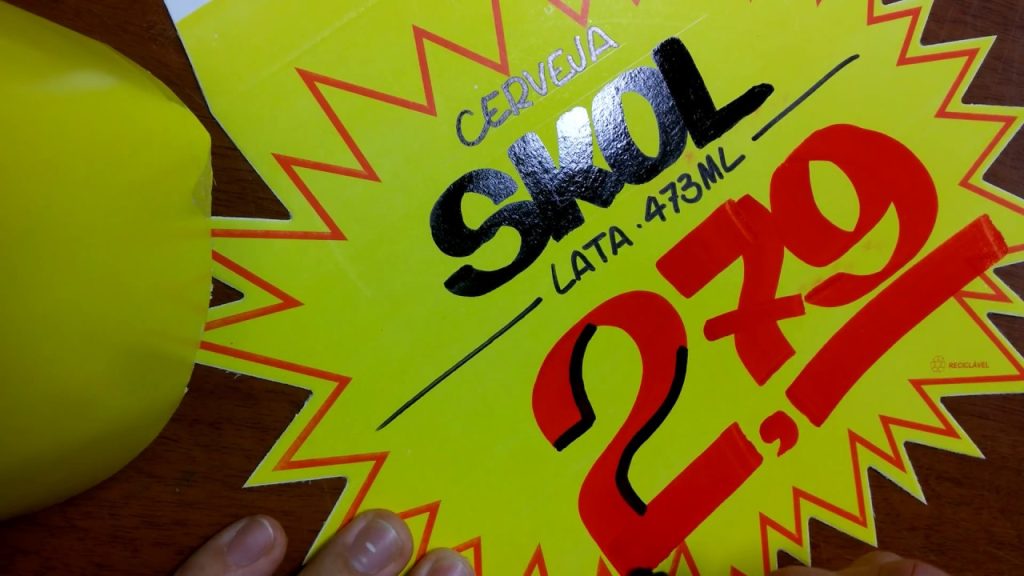 CERVEJA
SKOL
LATA · 473ML
2,79
RECICLÁVEL